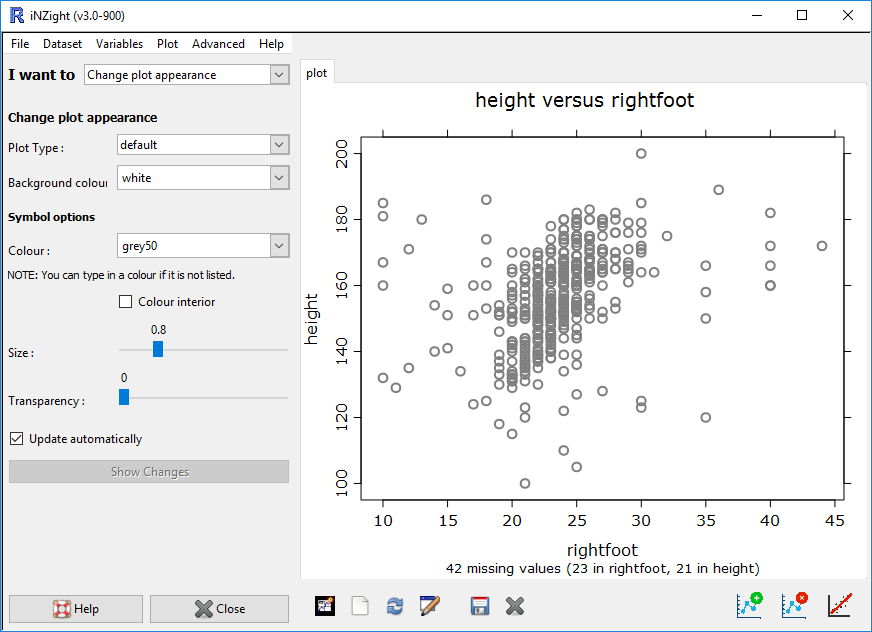 iNZight (v3.0-900)
File Dataset Variables Plot Advanced Help
I want to Change plot appearance
Change plot appearance
Plot Type : default
Background colour white
Symbol options
Colour : grey50
NOTE: You can type in a colour if it is not listed.
Colour interior
0.8
Size :
0
Transparency :
Update automatically
Show Changes
Help Close
plot
height versus rightfoot
200
180
160
140
120
100
height
10 15 20 25 30 35 40 45
rightfoot
42 missing values (23 in rightfoot, 21 in height)